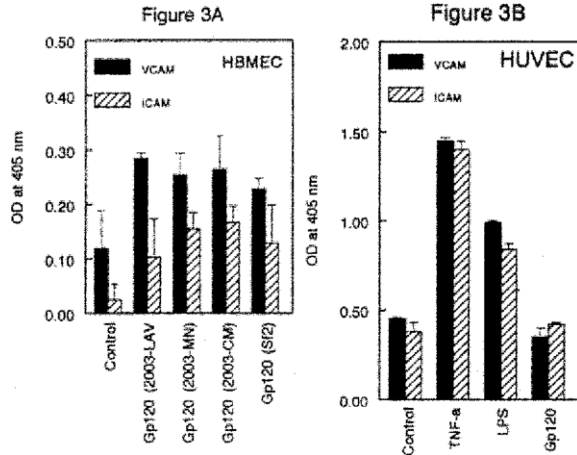 Figure 3A
0.50
0.40
0.30
0.20
0.10
0.00
OD at 405 nm
VCAM
ICAM
HBMEC
Control
Gp120 (2003-LAV)
Gp120 (2003-MN)
Gp120 (2003-CM)
Gp120 (Sf2)
Figure 3B
2.00
1.50
1.00
0.50
0.00
OD at 405 nm
VCAM
ICAM
HUVEC
Control
TNF-a
LPS
Gp120